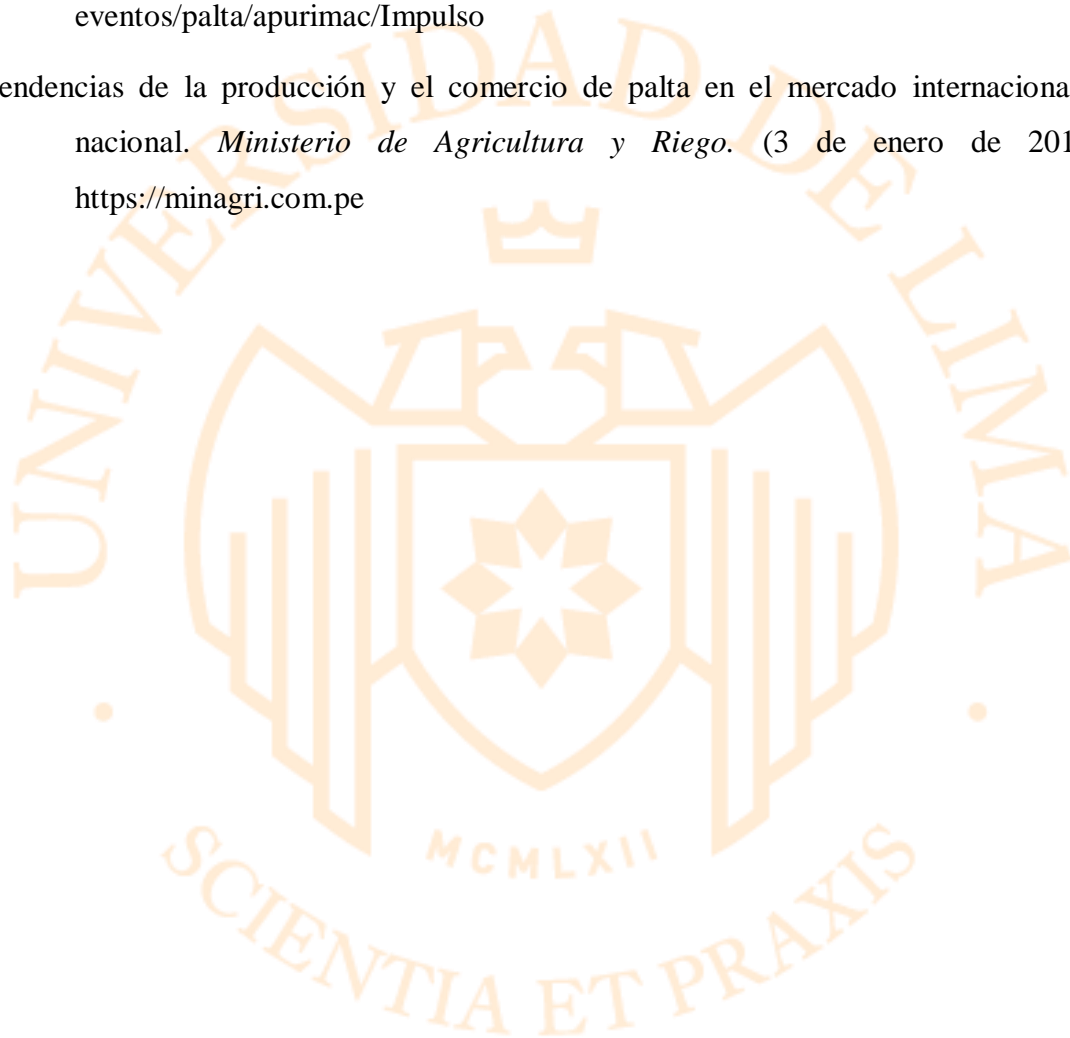 eventos/palta/apurimac/Impulso
endencias de la producción y el comercio de palta en el mercado internaciona
nacional. Ministerio de Agricultura y Riego. (3 de enero de 201
https://minagri.com.pe
UNIVERSIDAD DE LIMA
MCMLXII
SCIENTIA ET PRAXIS